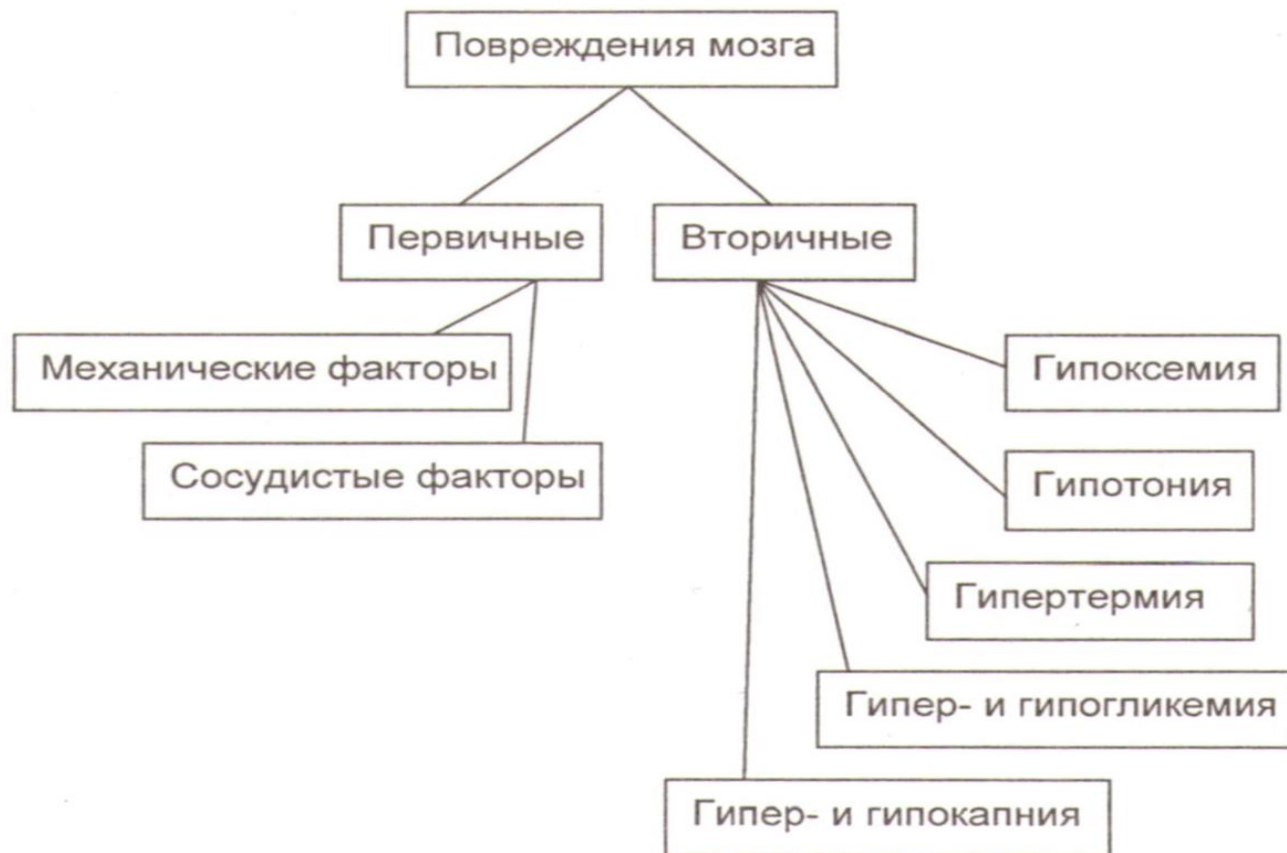 Повреждения мозга
Первичные
Вторичные
Механические факторы
Сосудистые факторы
Гипоксемия
Гипотония
Гипертермия
Гипер- и гипогликемия
Гипер- и гипокапния